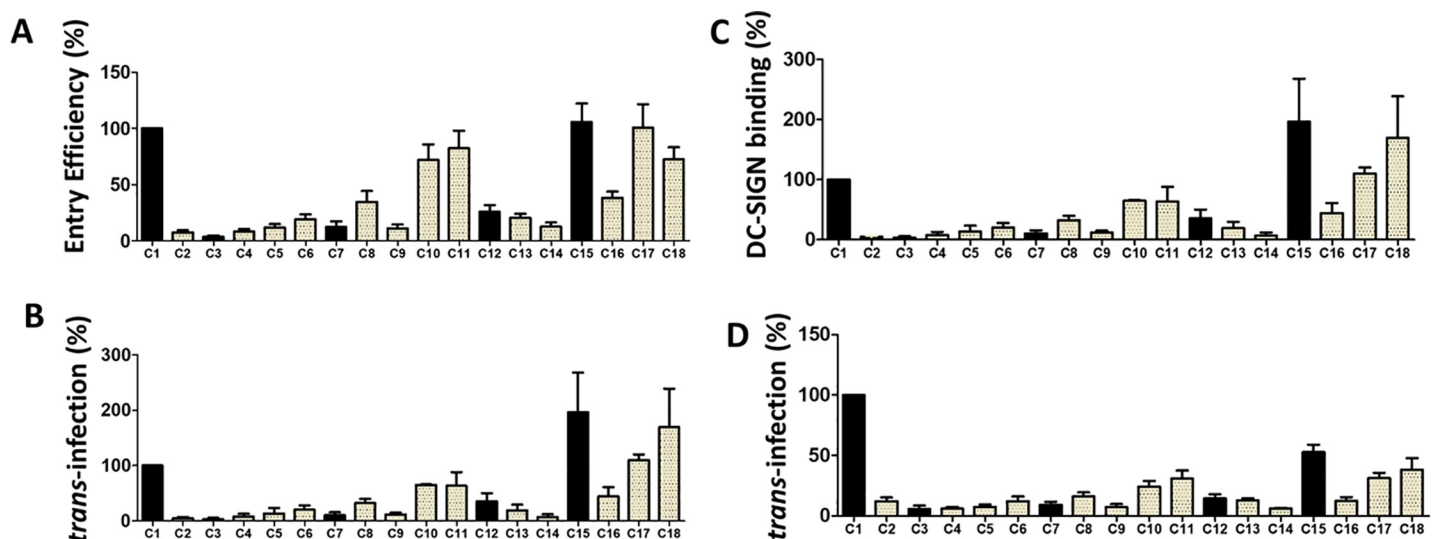 A
Entry Efficiency (%)
150
100
50
0
C1 C2 C3 C4 C5 C6 C7 C8 C9 C10 C11 C12 C13 C14 C15 C16 C17 C18
C
DC-SIGN binding (%)
300
200
100
0
C1 C2 C3 C4 C5 C6 C7 C8 C9 C10 C11 C12 C13 C14 C15 C16 C17 C18
B
trans-infection (%)
300
200
100
0
C1 C2 C3 C4 C5 C6 C7 C8 C9 C10 C11 C12 C13 C14 C15 C16 C17 C18
D
trans-infection (%)
150
100
50
0
C1 C2 C3 C4 C5 C6 C7 C8 C9 C10 C11 C12 C13 C14 C15 C16 C17 C18